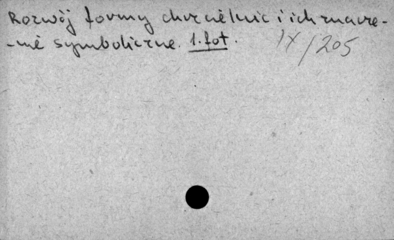 Rozwój formy chrzcielnic i ich znacze-
-nie symboliczne. 1. fot.
IX/205